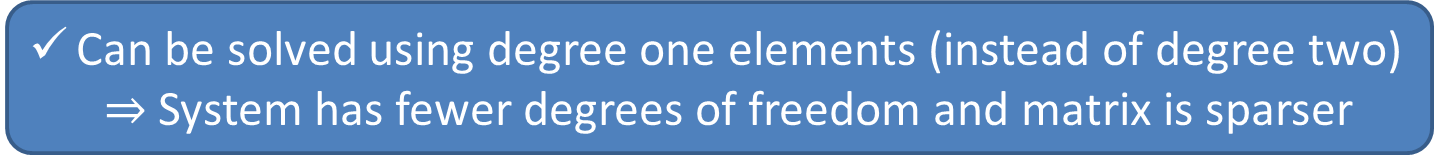 ✓ Can be solved using degree one elements (instead of degree two)
⇒ System has fewer degrees of freedom and matrix is sparser